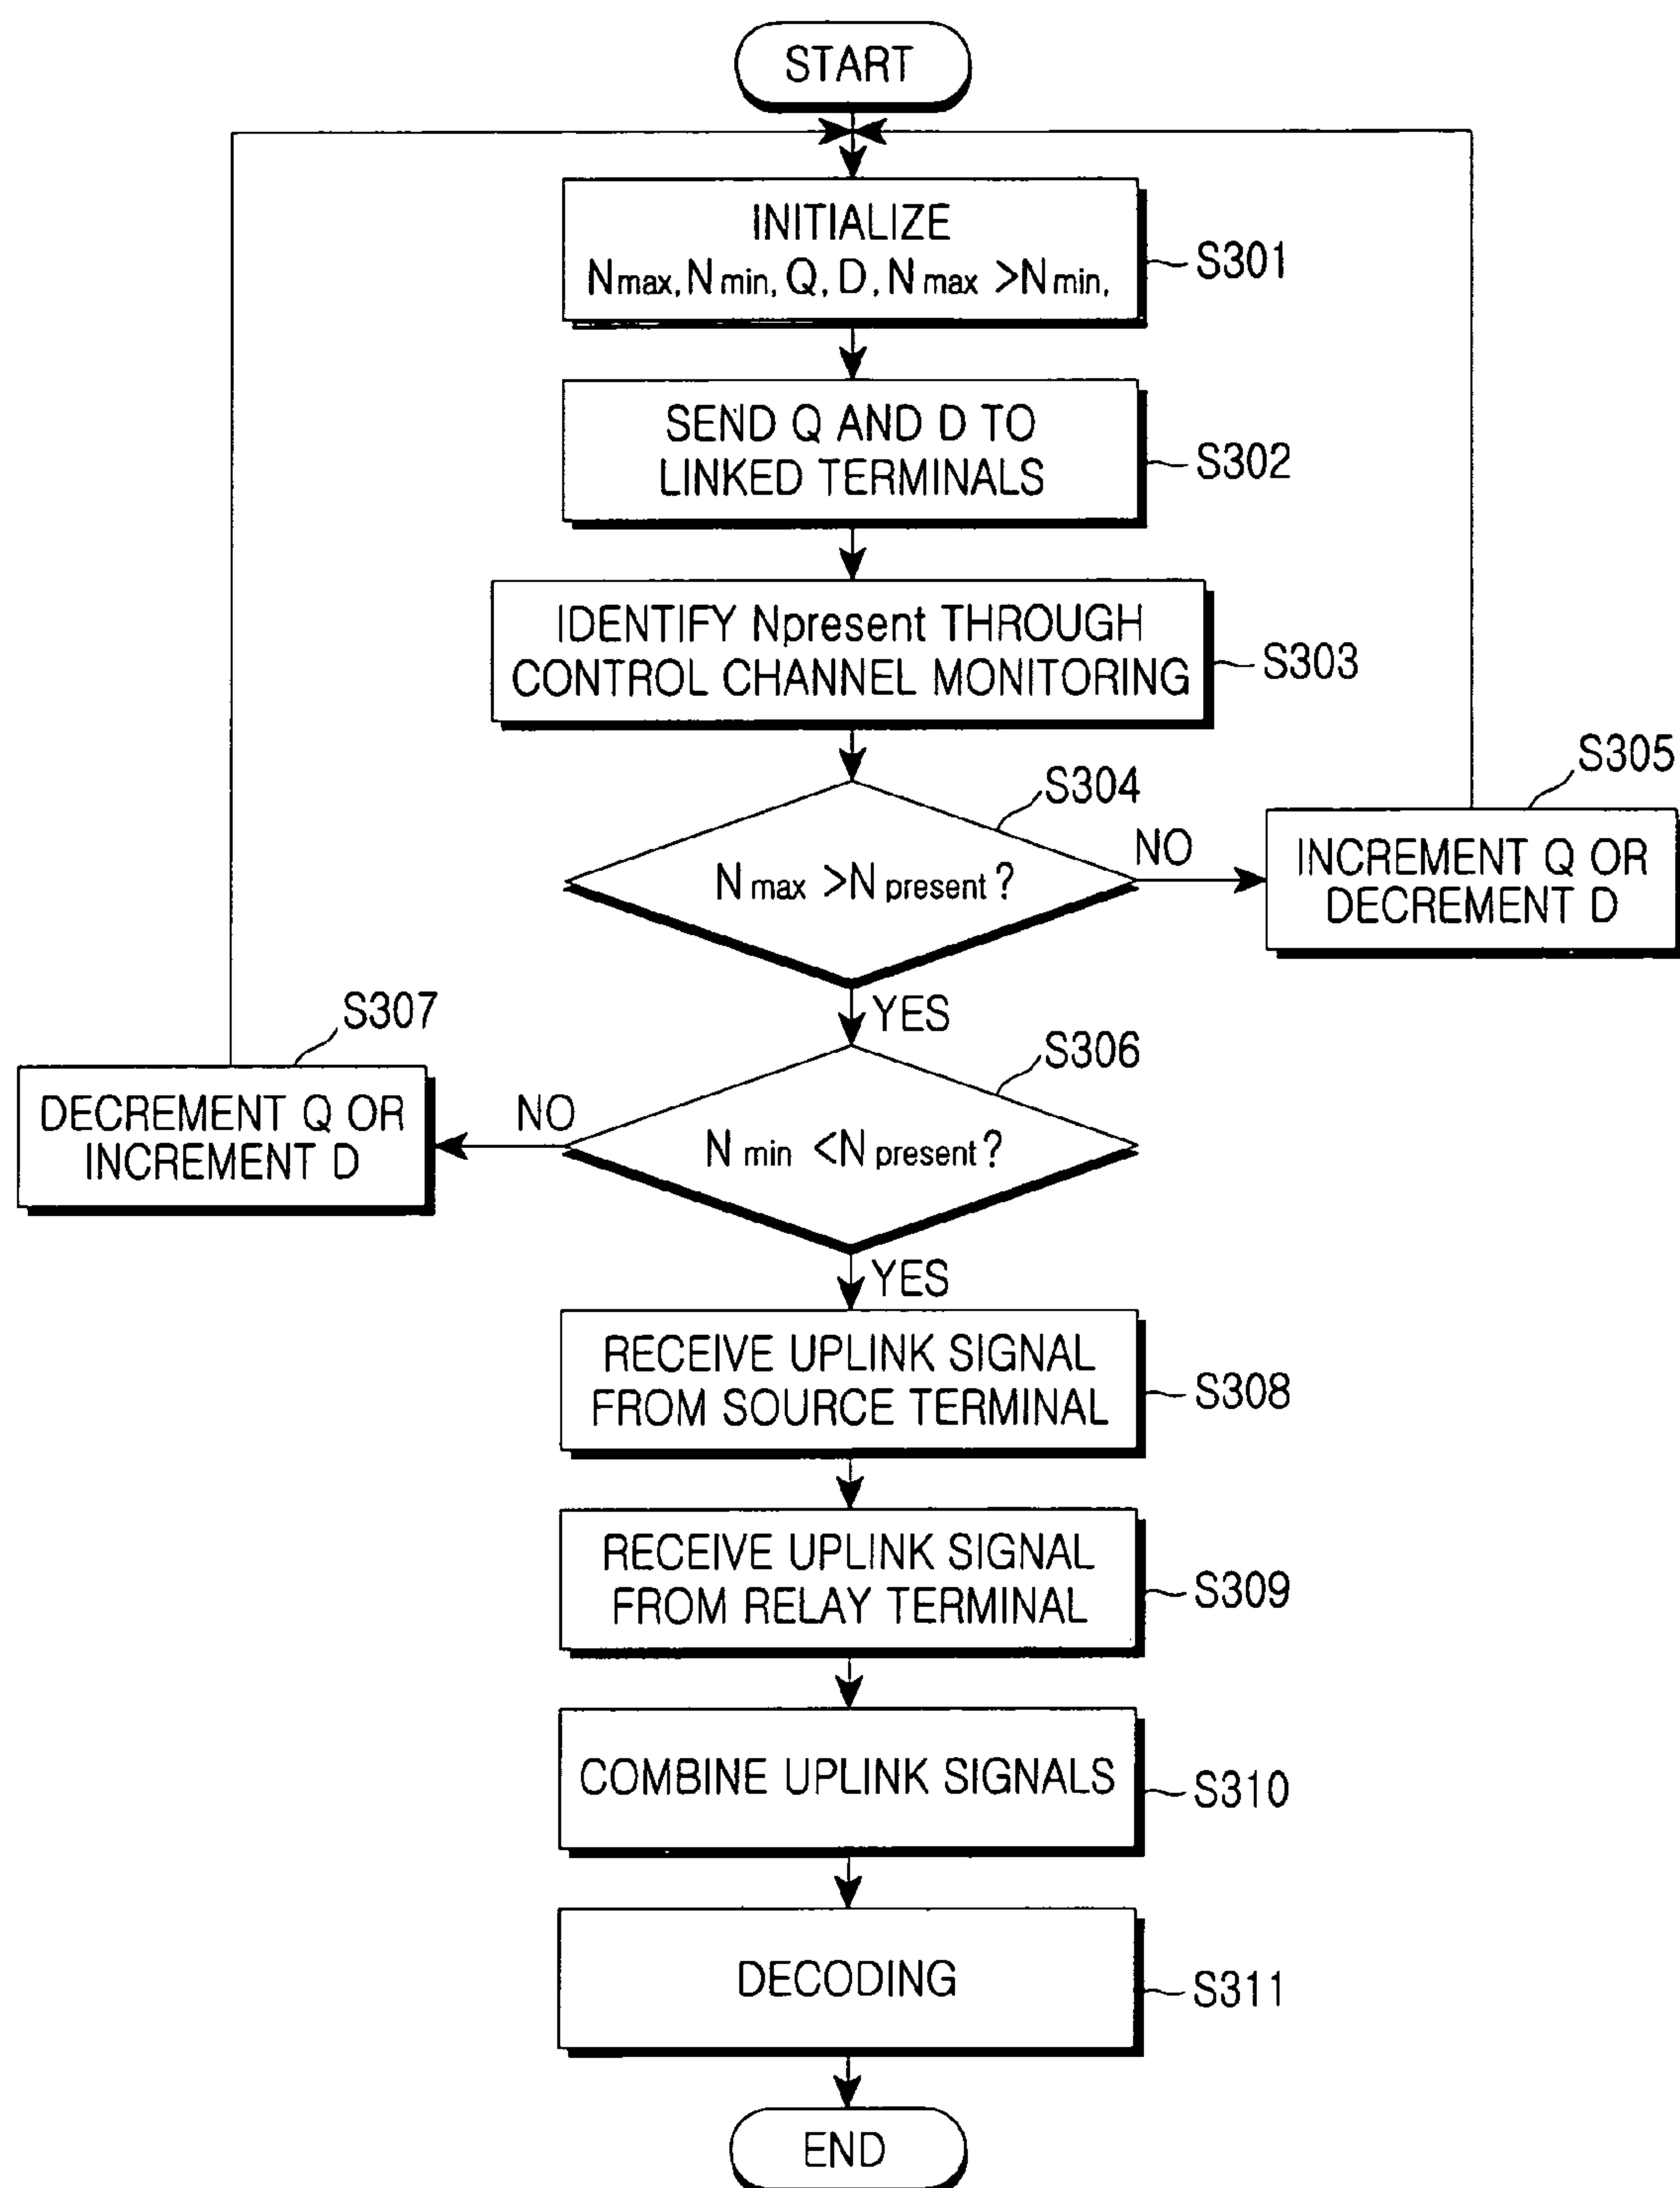 START
INITIALIZE
Nmax, Nmin, Q, D, Nmax >Nmin,
S301
SEND Q AND D TO
LINKED TERMINALS
S302
IDENTIFY Npresent THROUGH
CONTROL CHANNEL MONITORING
S303
S304
Nmax >Npresent?
NO
S305
INCREMENT Q OR
DECREMENT D
YES
S306
Nmin <Npresent?
NO
S307
DECREMENT Q OR
INCREMENT D
YES
RECEIVE UPLINK SIGNAL
FROM SOURCE TERMINAL
S308
RECEIVE UPLINK SIGNAL
FROM RELAY TERMINAL
S309
COMBINE UPLINK SIGNALS
S310
DECODING
S311
END